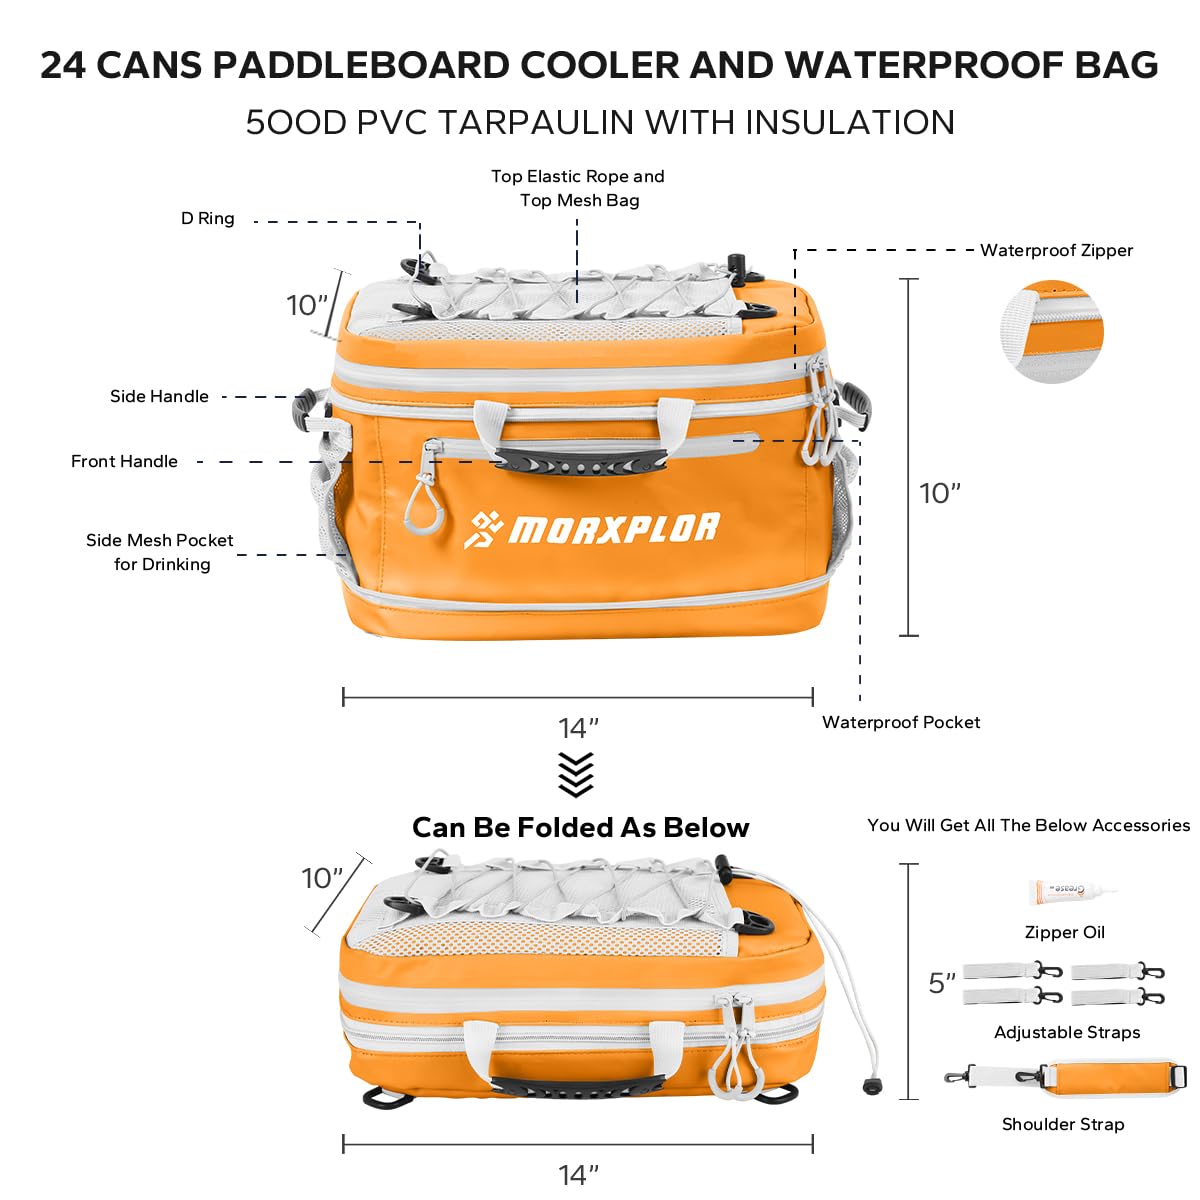 24 CANS PADDLEBOARD COOLER AND WATERPROOF BAG
500D PVC TARPAULIN WITH INSULATION
Top Elastic Rope and
Top Mesh Bag
D Ring
Waterproof Zipper
10”
Side Handle
Front Handle
10”
MORXPLOR
Side Mesh Pocket
for Drinking
14”
Waterproof Pocket
Can Be Folded As Below
You Will Get All The Below Accessories
10”
Grease
Zipper Oil
5”
Adjustable Straps
Shoulder Strap
14”